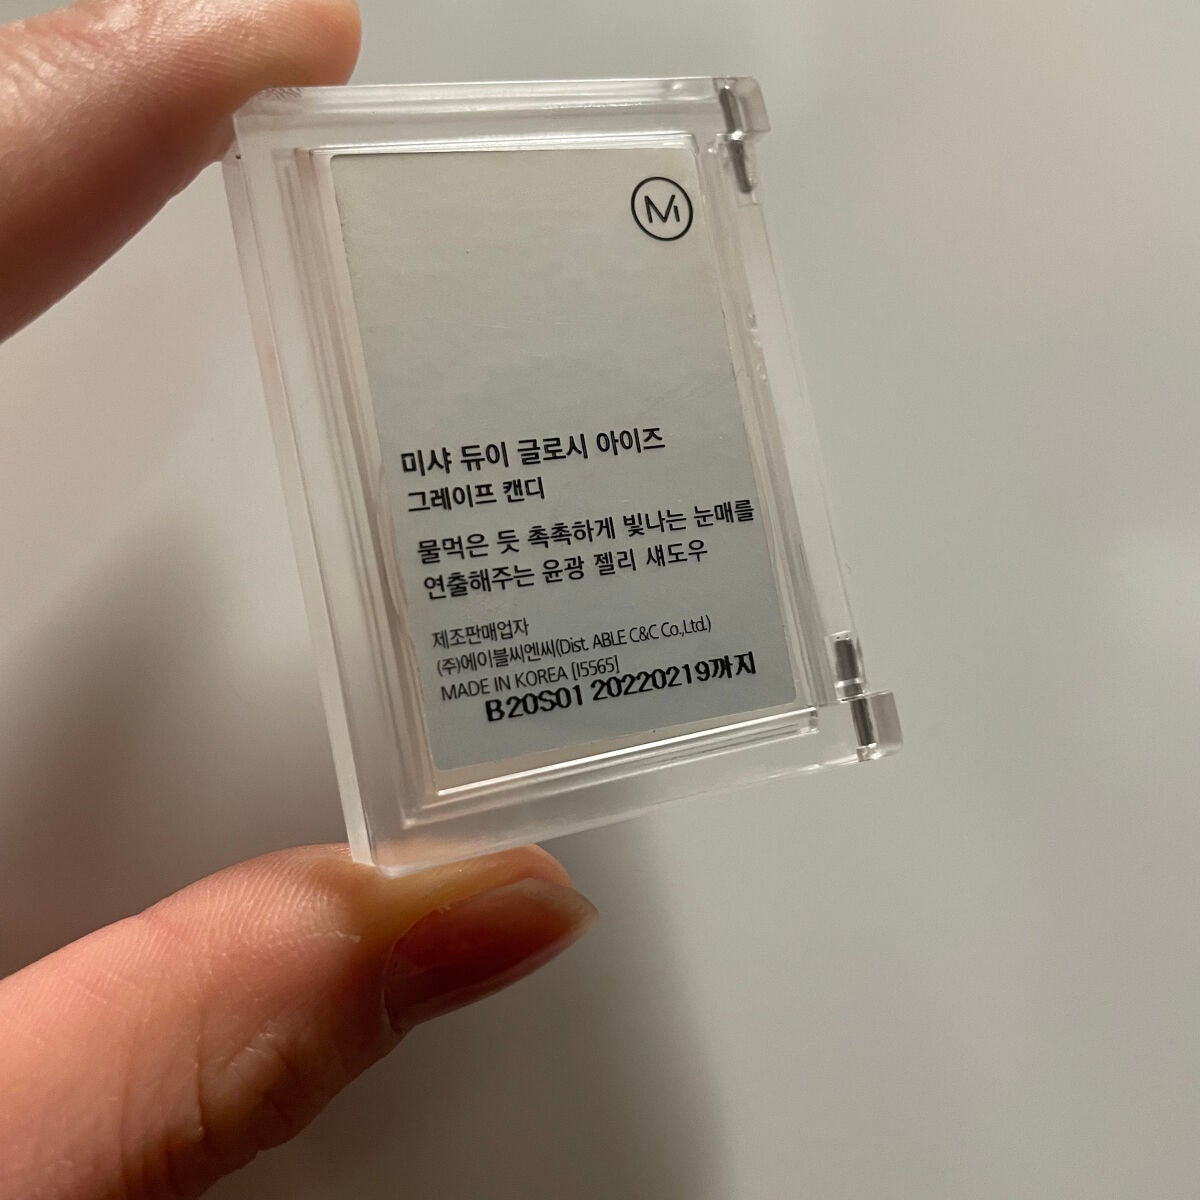 M
미샤 듀이 글로시 아이즈
그레이프 캔디
물먹은 듯 촉촉하게 빛나는 눈매를
연출해주는 윤광 젤리 섀도우
제조판매업자
(주)에이블씨엔씨(Dist. ABLE C&C Co.,Ltd.)
MADE IN KOREA [15565]
B20S01 20220219까지